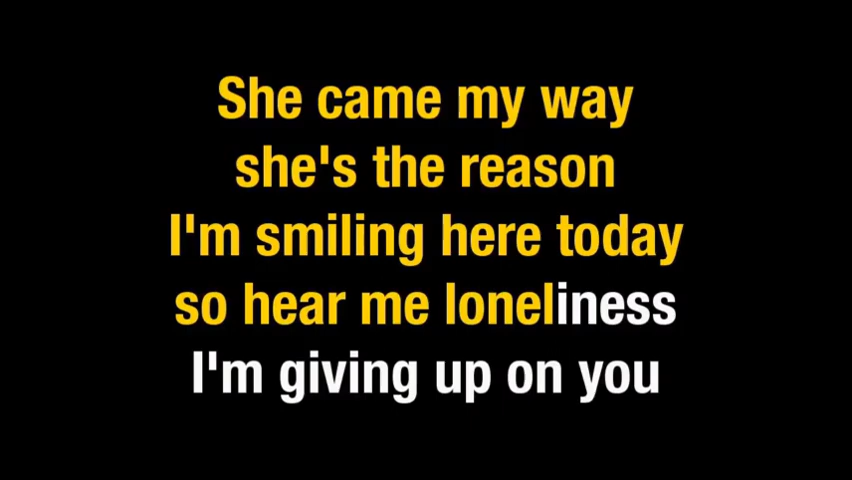 She came my way
she's the reason
I'm smiling here today
so hear me loneliness
I'm giving up on you